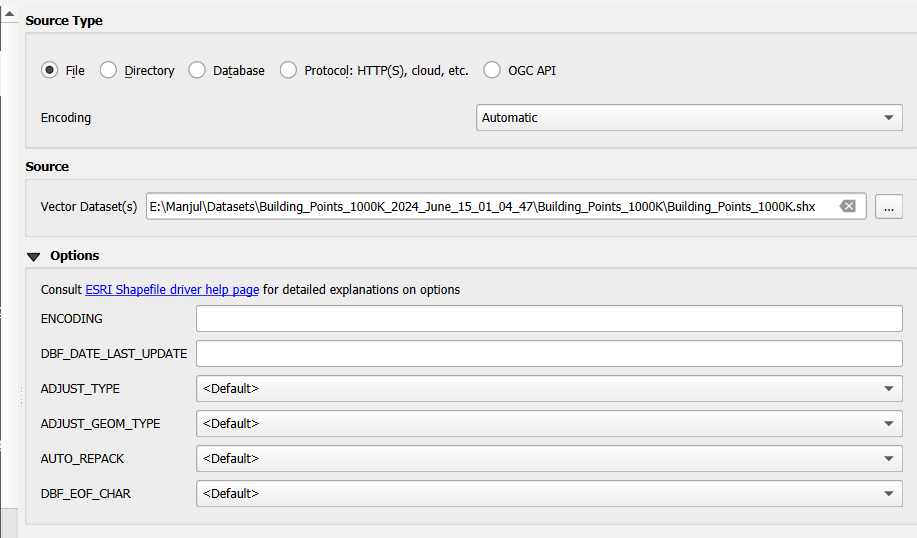 Source Type
File Directory Database Protocol: HTTP(S), cloud, etc. OGC API
Encoding Automatic
Source
Vector Dataset(s) E:\Manjul\Datasets\Building_Points_1000K_2024_June_15_01_04_47\Building_Points_1000K\Building_Points_1000K.shx ...
Options
Consult ESRI Shapefile driver help page for detailed explanations on options
ENCODING
DBF_DATE_LAST_UPDATE
ADJUST_TYPE <Default>
ADJUST_GEOM_TYPE <Default>
AUTO_REPACK <Default>
DBF_EOF_CHAR <Default>